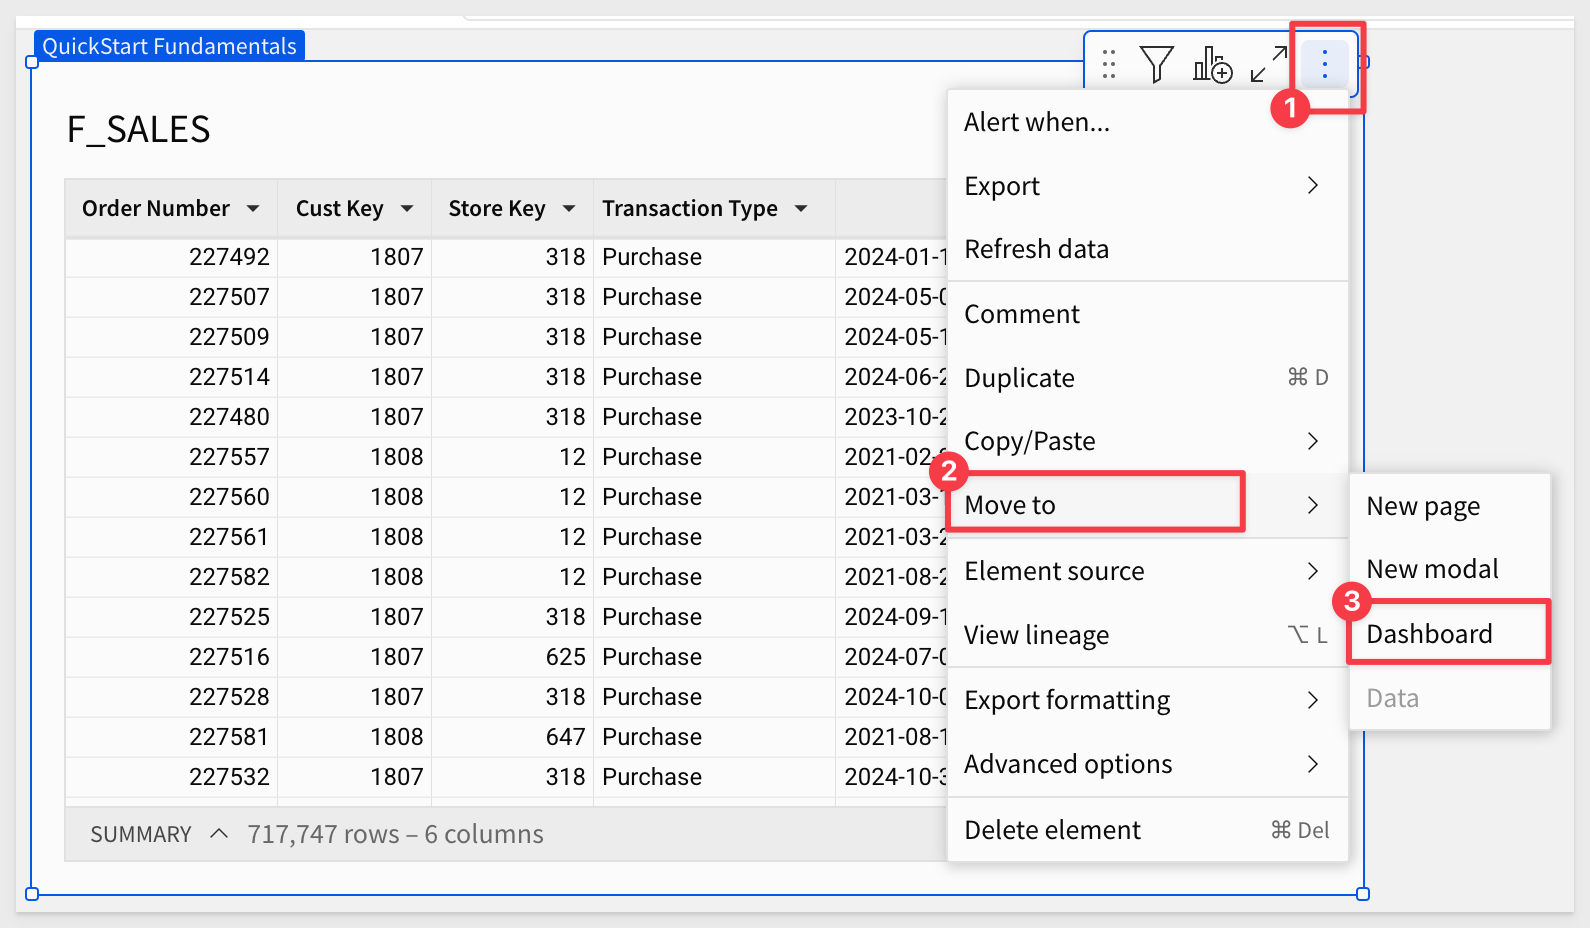 QuickStart Fundamentals
1
F_SALES
Order Number Cust Key Store Key Transaction Type
227492 1807 318 Purchase 2024-01-1
227507 1807 318 Purchase 2024-05-0
227509 1807 318 Purchase 2024-05-1
227514 1807 318 Purchase 2024-06-2
227480 1807 318 Purchase 2023-10-2
227557 1808 12 Purchase 2021-02-
227560 1808 12 Purchase 2021-03-
227561 1808 12 Purchase 2021-03-2
227582 1808 12 Purchase 2021-08-2
227525 1807 318 Purchase 2024-09-1
227516 1807 625 Purchase 2024-07-0
227528 1807 318 Purchase 2024-10-0
227581 1808 647 Purchase 2021-08-1
227532 1807 318 Purchase 2024-10-3
SUMMARY 717,747 rows – 6 columns
Alert when...
Export
Refresh data
Comment
Duplicate ⌘ D
Copy/Paste
2
Move to
Element source
View lineage ⌥ L
Export formatting
Advanced options
Delete element ⌘ Del
New page
New modal
3
Dashboard
Data